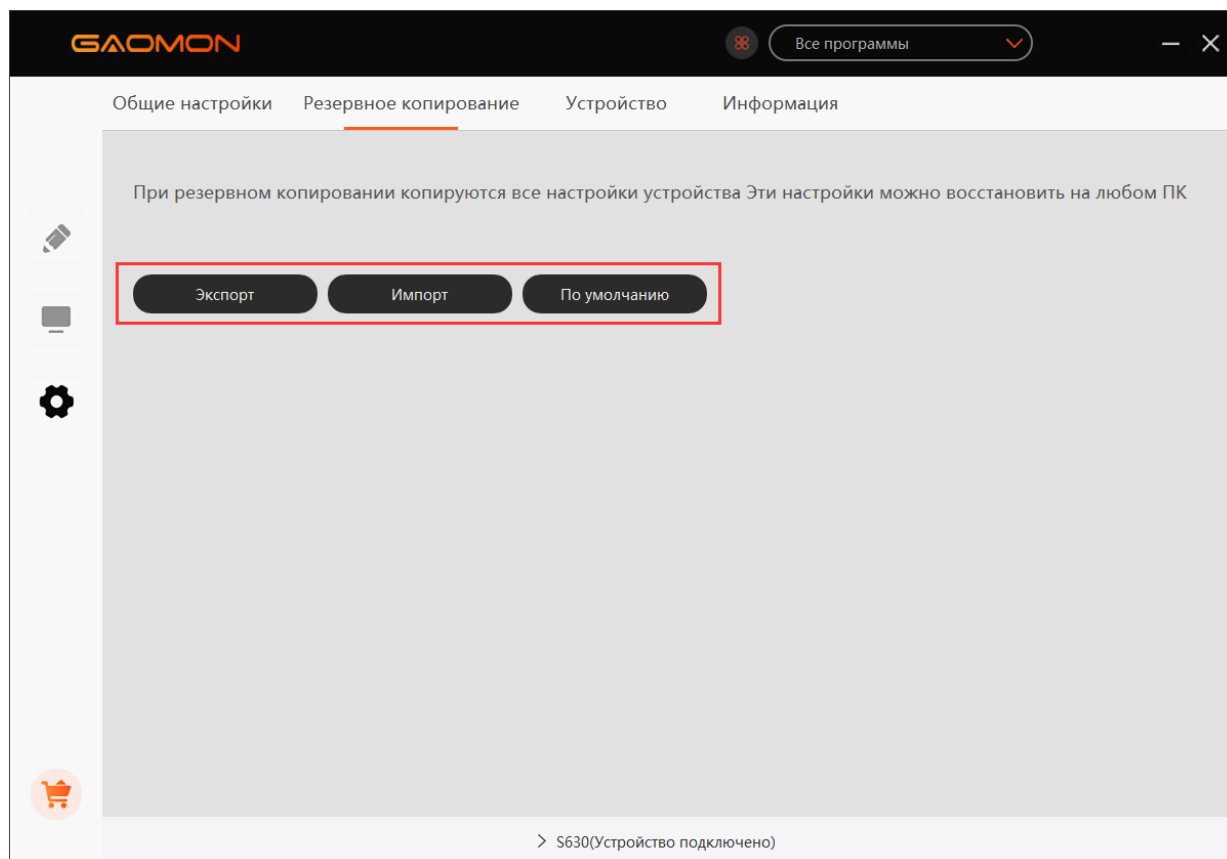 GAOMON
Все программы
Общие настройки Резервное копирование Устройство Информация
При резервном копировании копируются все настройки устройства Эти настройки можно восстановить на любом ПК
Экспорт Импорт По умолчанию
S630(Устройство подключено)